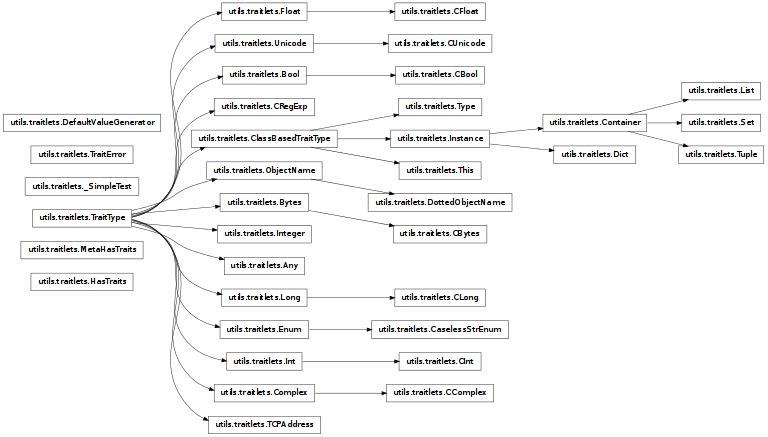 utils.traitlets.Float
utils.traitlets.CFloat
utils.traitlets.Unicode
utils.traitlets.CUnicode
utils.traitlets.Bool
utils.traitlets.CBool
utils.traitlets.List
utils.traitlets.CRegExp
utils.traitlets.Type
utils.traitlets.DefaultValueGenerator
utils.traitlets.Container
utils.traitlets.Set
utils.traitlets.ClassBasedTraitType
utils.traitlets.Instance
utils.traitlets.TraitError
utils.traitlets.Dict
utils.traitlets.Tuple
utils.traitlets.ObjectName
utils.traitlets.This
utils.traitlets._SimpleTest
utils.traitlets.Bytes
utils.traitlets.DottedObjectName
utils.traitlets.TraitType
utils.traitlets.Integer
utils.traitlets.CBytes
utils.traitlets.MetaHasTraits
utils.traitlets.Any
utils.traitlets.HasTraits
utils.traitlets.Long
utils.traitlets.CLong
utils.traitlets.Enum
utils.traitlets.CaselessStrEnum
utils.traitlets.Int
utils.traitlets.CInt
utils.traitlets.Complex
utils.traitlets.CComplex
utils.traitlets.TCPAddress